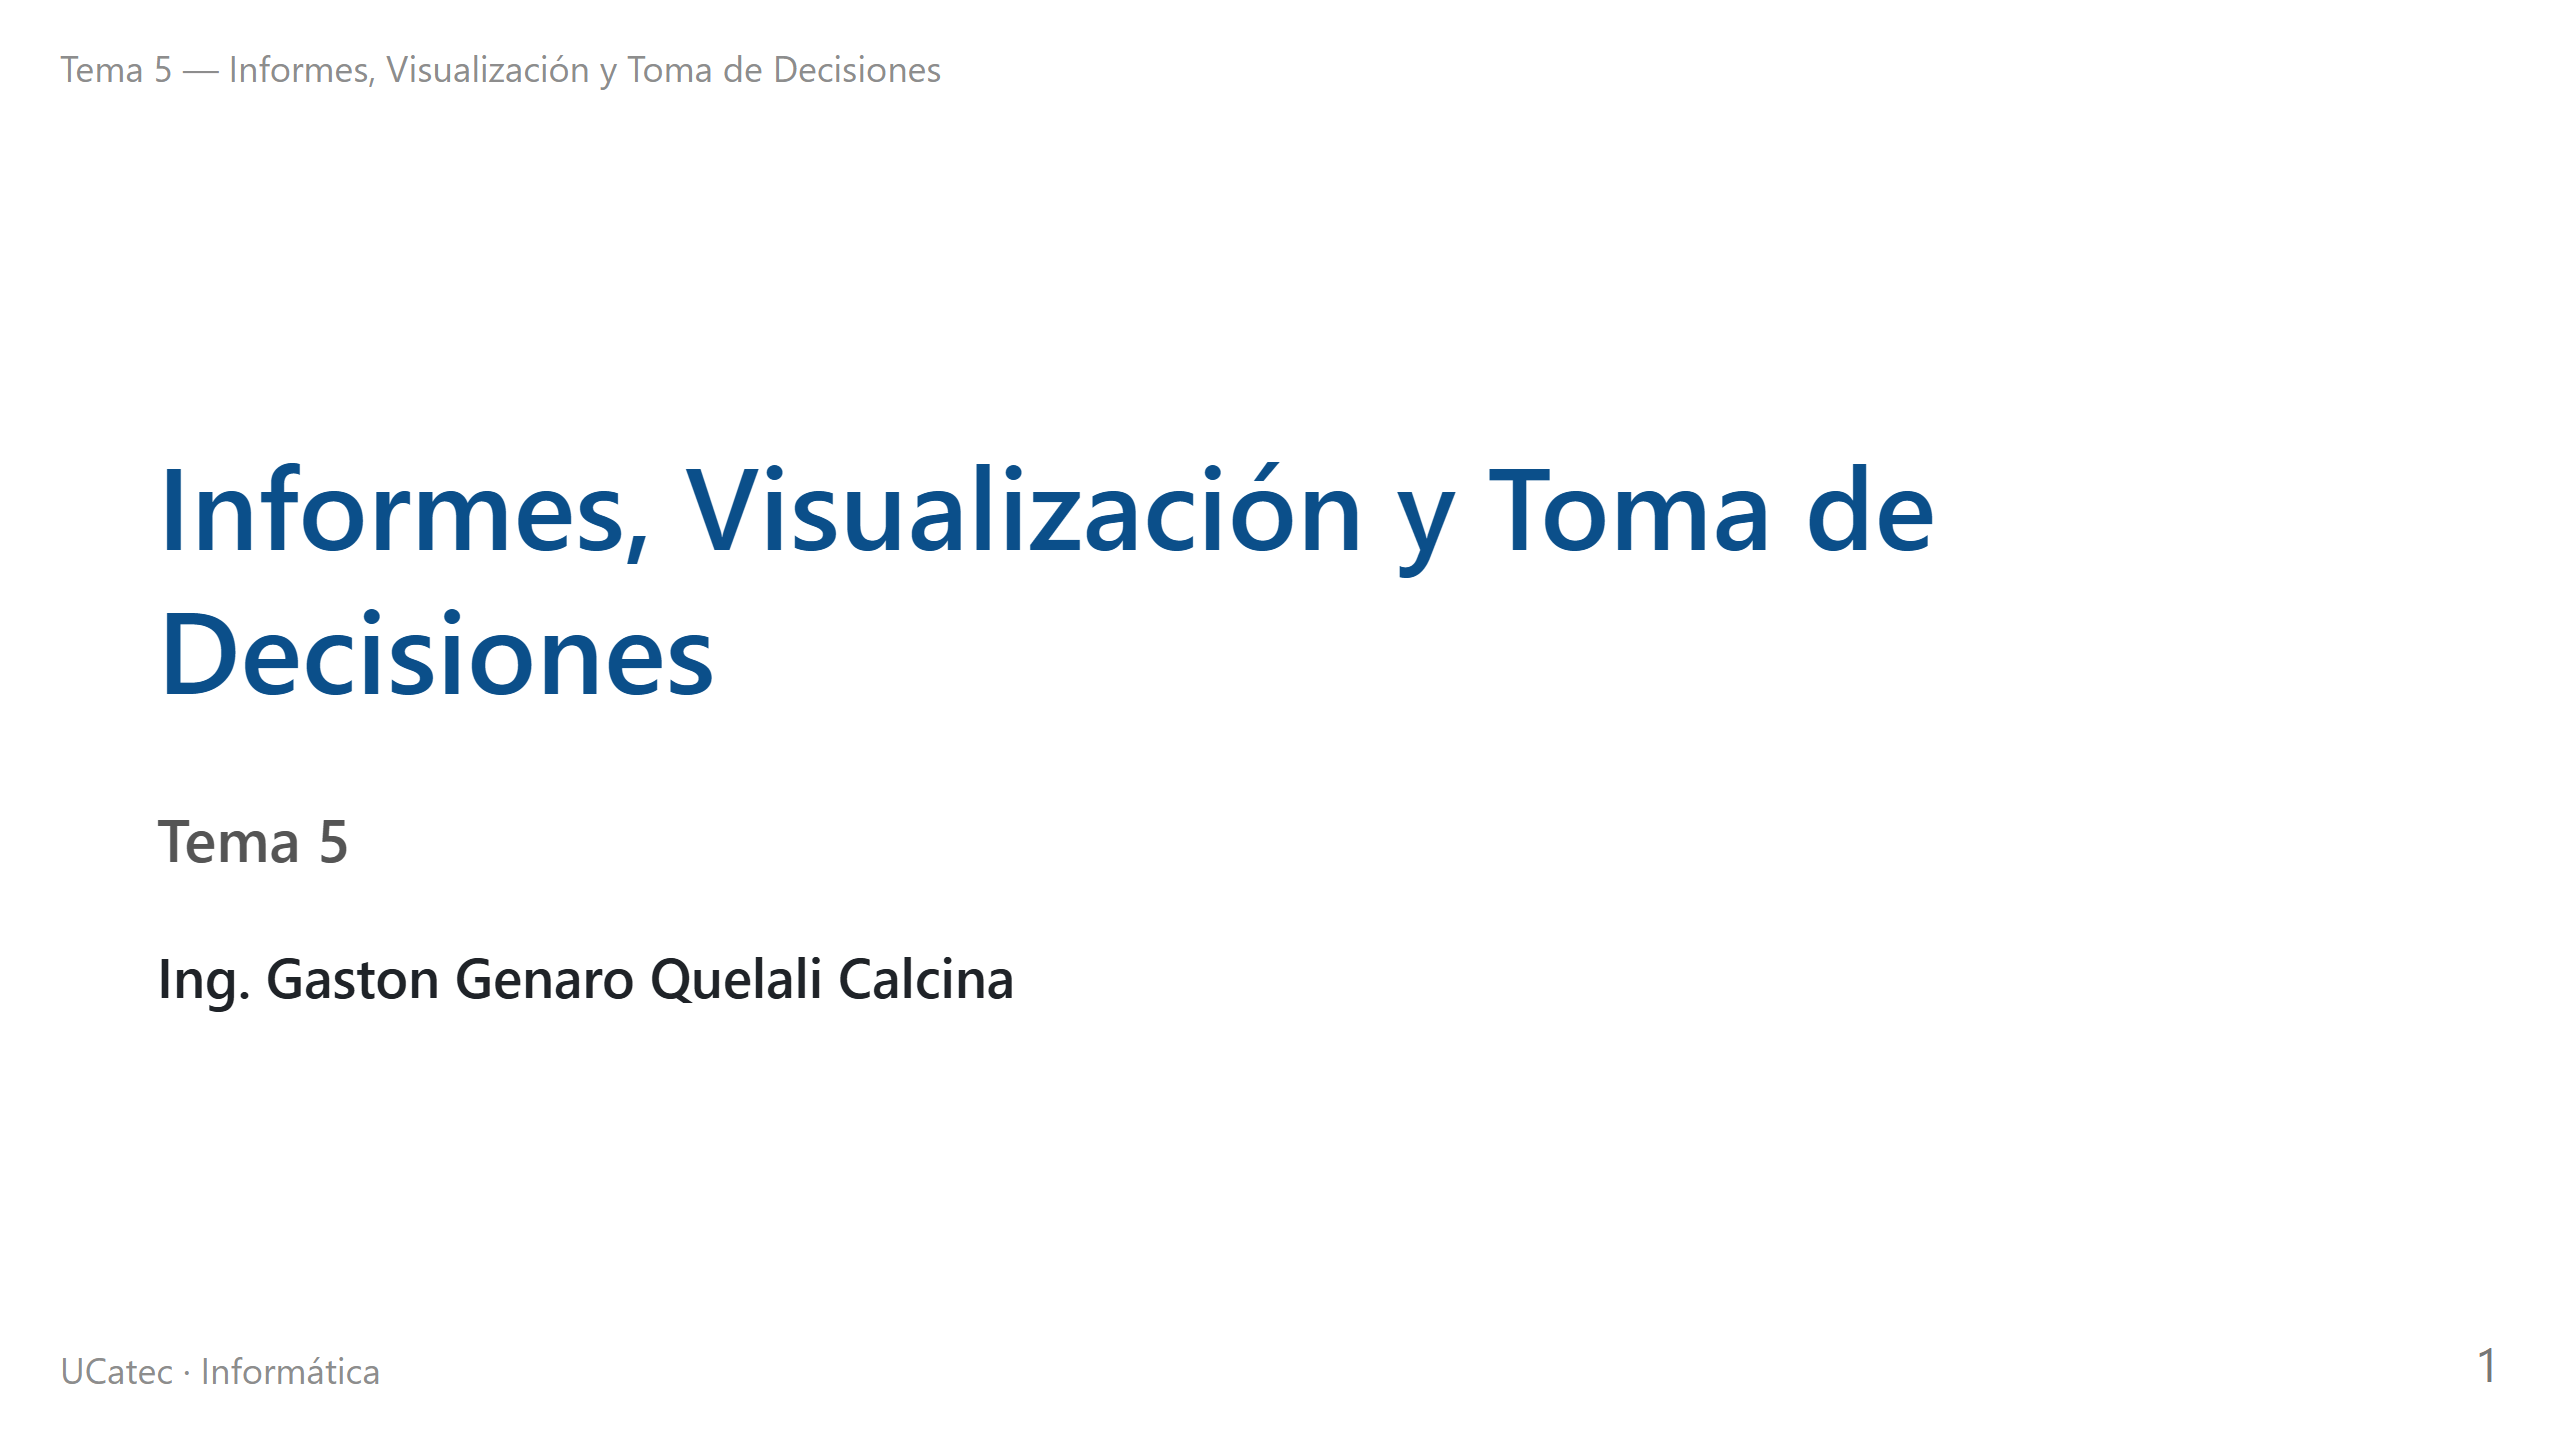 Tema 5 — Informes, Visualización y Toma de Decisiones
Informes, Visualización y Toma de
Decisiones
Tema 5
Ing. Gaston Genaro Quelali Calcina
UCatec · Informática
1